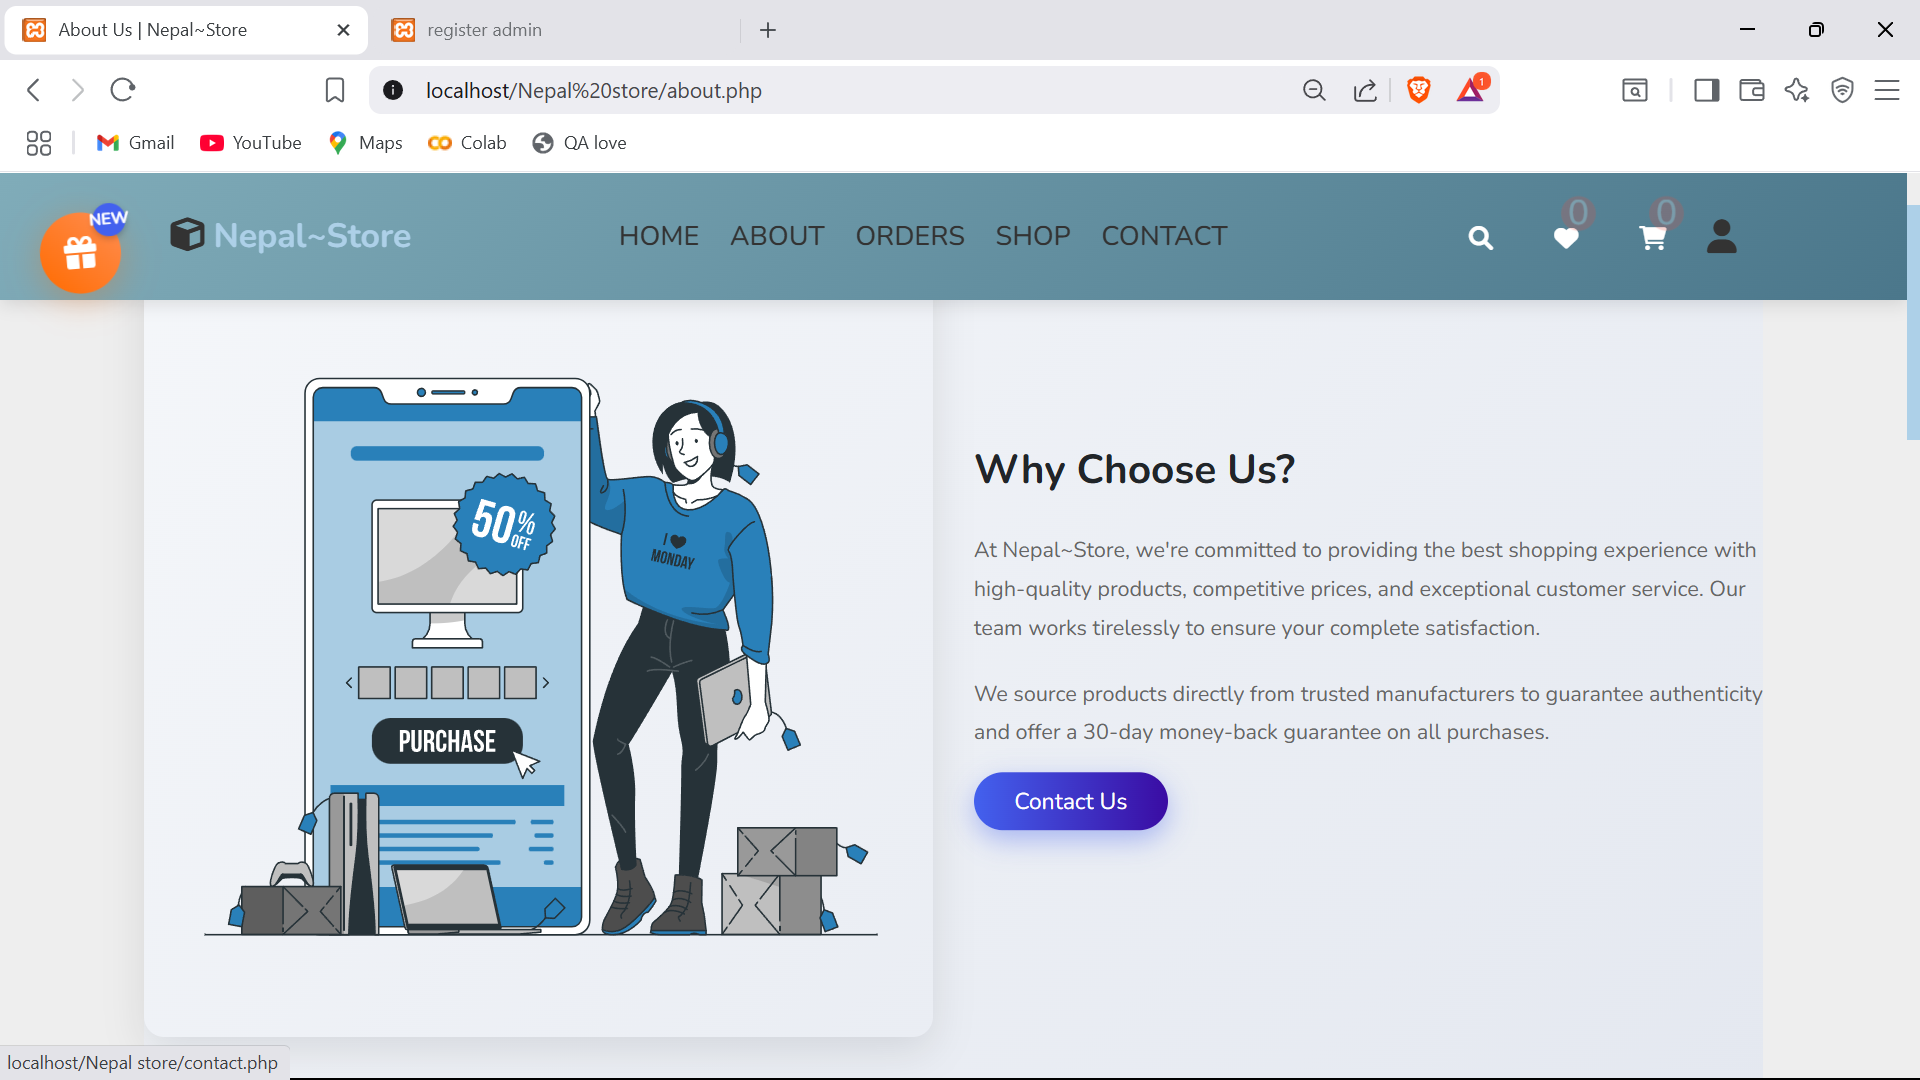 About Us | Nepal~Store
register admin
localhost/Nepal%20store/about.php
1
Gmail
YouTube
Maps
Colab
QA love
NEW
Nepal~Store
HOME
ABOUT
ORDERS
SHOP
CONTACT
0
0
50% OFF
I
MONDAY
PURCHASE
Why Choose Us?
At Nepal~Store, we're committed to providing the best shopping experience with
high-quality products, competitive prices, and exceptional customer service. Our
team works tirelessly to ensure your complete satisfaction.
We source products directly from trusted manufacturers to guarantee authenticity
and offer a 30-day money-back guarantee on all purchases.
Contact Us
localhost/Nepal store/contact.php